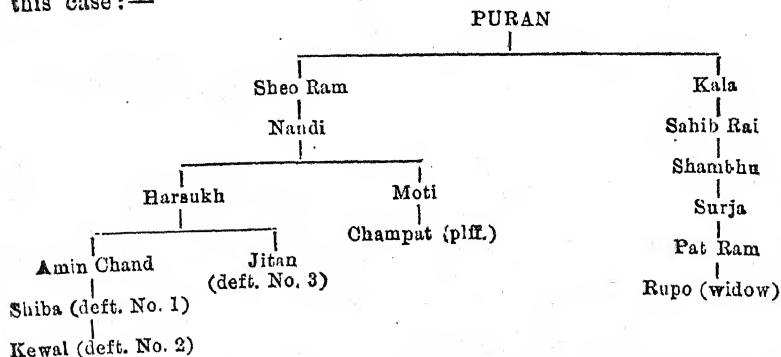 this case:—
PURAN
Sheo Ram Kala
Nandi Sahib Rai
Shambhu
Harsukh Moti
Surja
Champat (plff.)
Amin Chand Jitan Pat Ram
(deft. No. 3)
Shiba (deft. No. 1) Rupo (widow)
Kewal (deft. No. 2)